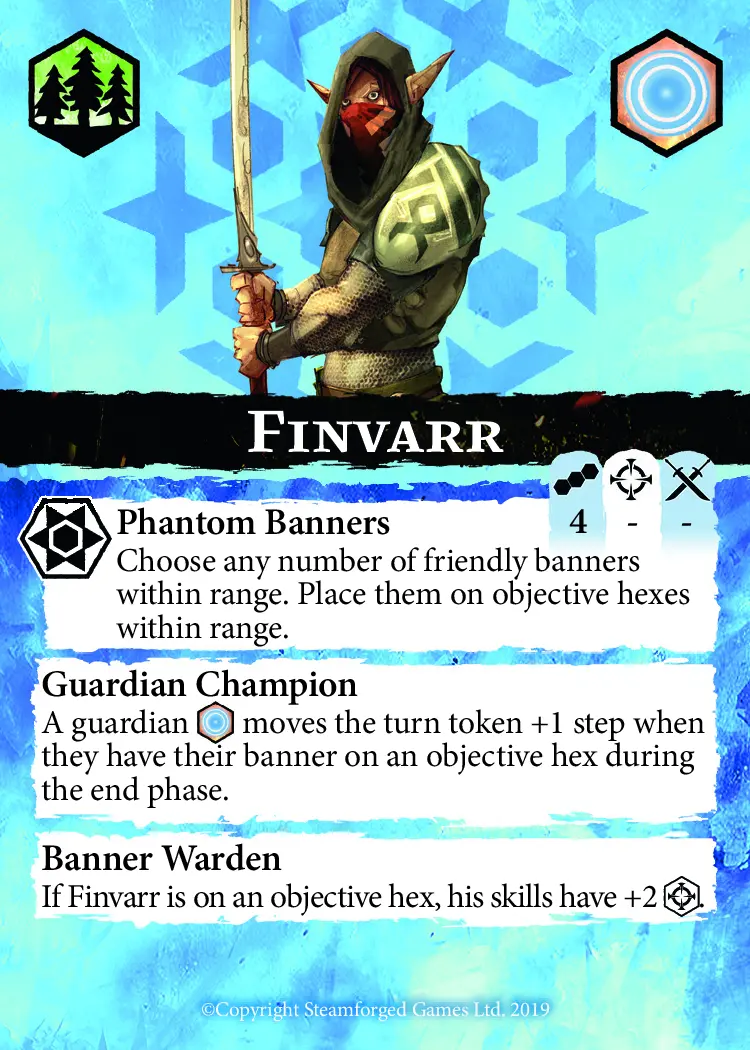 FINVARR
Phantom Banners
4 - -
Choose any number of friendly banners
within range. Place them on objective hexes
within range.
Guardian Champion
A guardian moves the turn token +1 step when
they have their banner on an objective hex during
the end phase.
Banner Warden
If Finvarr is on an objective hex, his skills have +2 .
©Copyright Steamforged Games Ltd. 2019